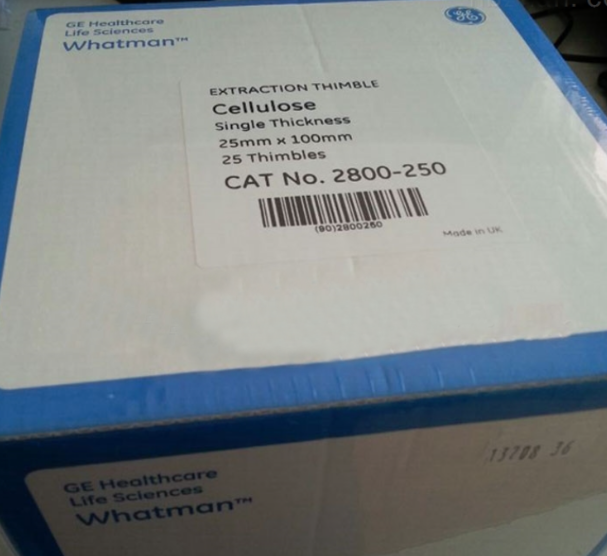 GE Healthcare
Life Sciences
Whatman™
GE
EXTRACTION THIMBLE
Cellulose
Single Thickness
25mm x 100mm
25 Thimbles
CAT No. 2800-250
(90)2800250
Made in UK
GE Healthcare
Life Sciences
Whatman™